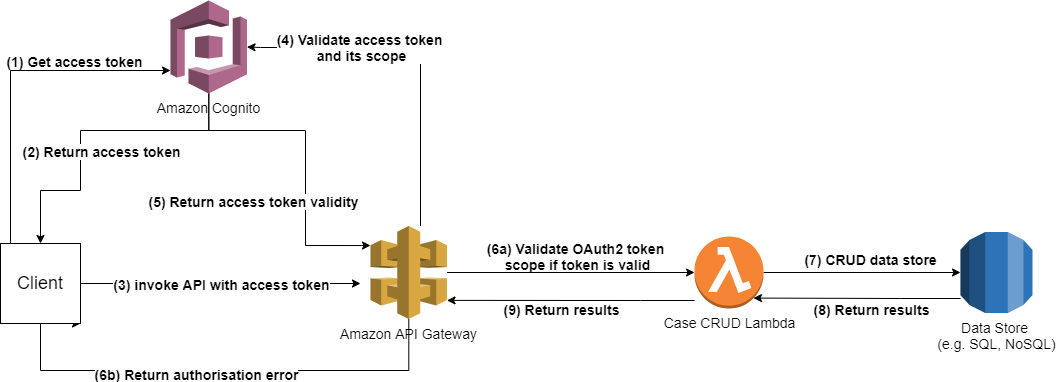 (4) Validate access token
and its scope
(1) Get access token
Amazon Cognito
(2) Return access token
(5) Return access token validity
(6a) Validate OAuth2 token
scope if token is valid
(7) CRUD data store
Client
(3) invoke API with access token
(9) Return results
(8) Return results
Amazon API Gateway
Case CRUD Lambda
Data Store
(e.g. SQL, NoSQL)
(6b) Return authorisation error